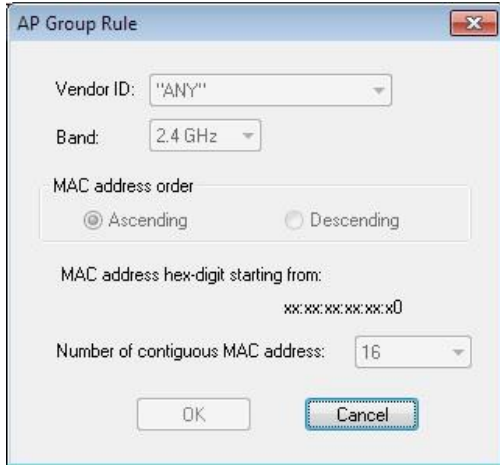 AP Group Rule
Vendor ID: "ANY"
Band: 2.4 GHz
MAC address order
Ascending Descending
MAC address hex-digit starting from:
xx:xx:xx:xx:xx:x0
Number of contiguous MAC address: 16
OK Cancel